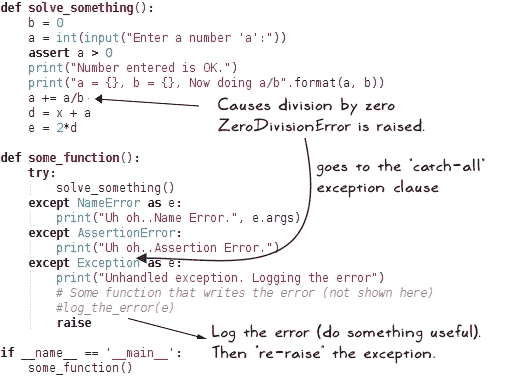 def solve_something():
    b = 0
    a = int(input("Enter a number 'a':"))
    assert a > 0
    print("Number entered is OK.")
    print("a = {}, b = {}, Now doing a/b".format(a, b))
    a += a/b
    d = x + a
    e = 2*d
Causes division by zero
ZeroDivisionError is raised.
def some_function():
    try:
        solve_something()
    except NameError as e:
        print("Uh oh..Name Error.", e.args)
    except AssertionError:
        print("Uh oh..Assertion Error.")
    except Exception as e:
        print("Unhandled exception. Logging the error")
        # Some function that writes the error (not shown here)
        #log_the_error(e)
        raise
goes to the "catch-all"
exception clause
Log the error (do something useful).
Then "re-raise" the exception.
if __name__ == '__main__':
    some_function()